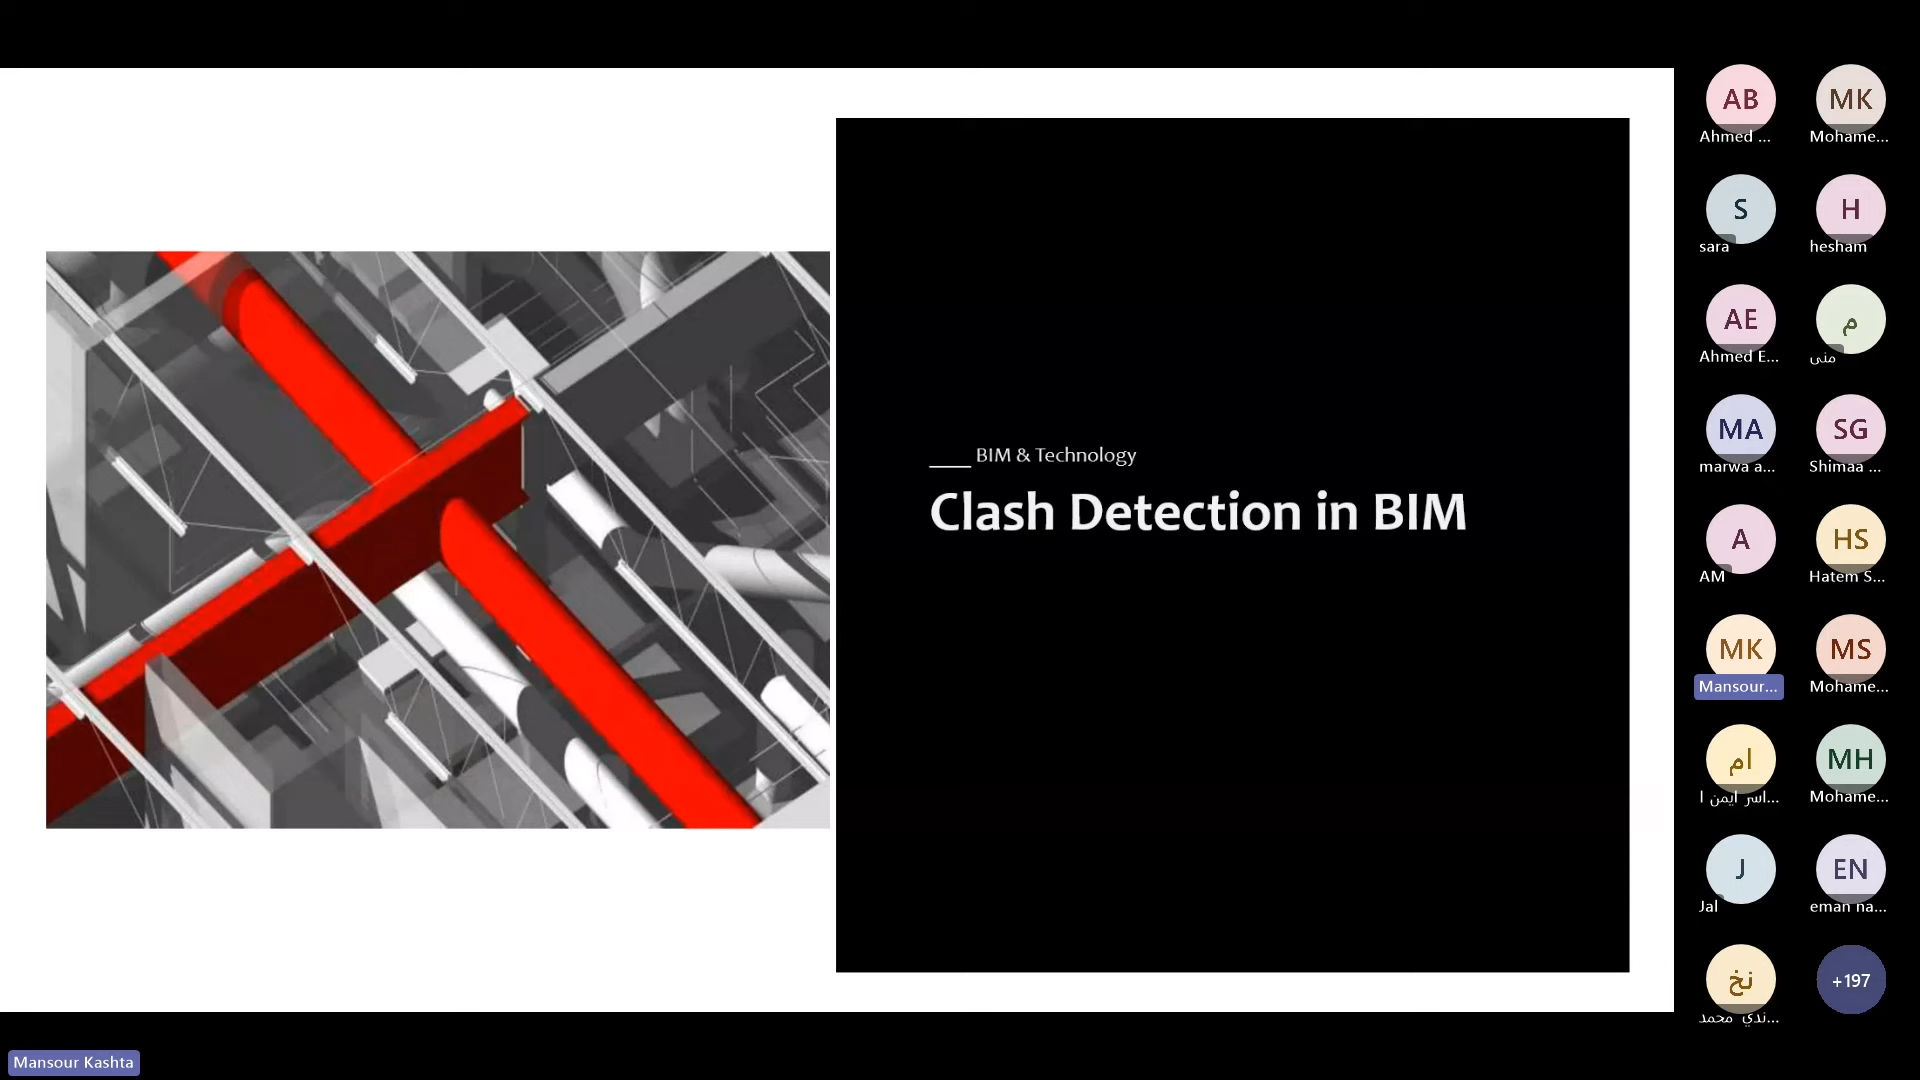 BIM & Technology
Clash Detection in BIM
AB
Ahmed ...
MK
Mohame...
S
sara
H
hesham
AE
Ahmed E...
م
منى
MA
marwa a...
SG
Shimaa ...
A
AM
HS
Hatem S...
MK
Mansour...
MS
Mohame...
ام
MH
Mohame...
J
Jal
EN
eman na...
نخ
+197
Mansour Kashta